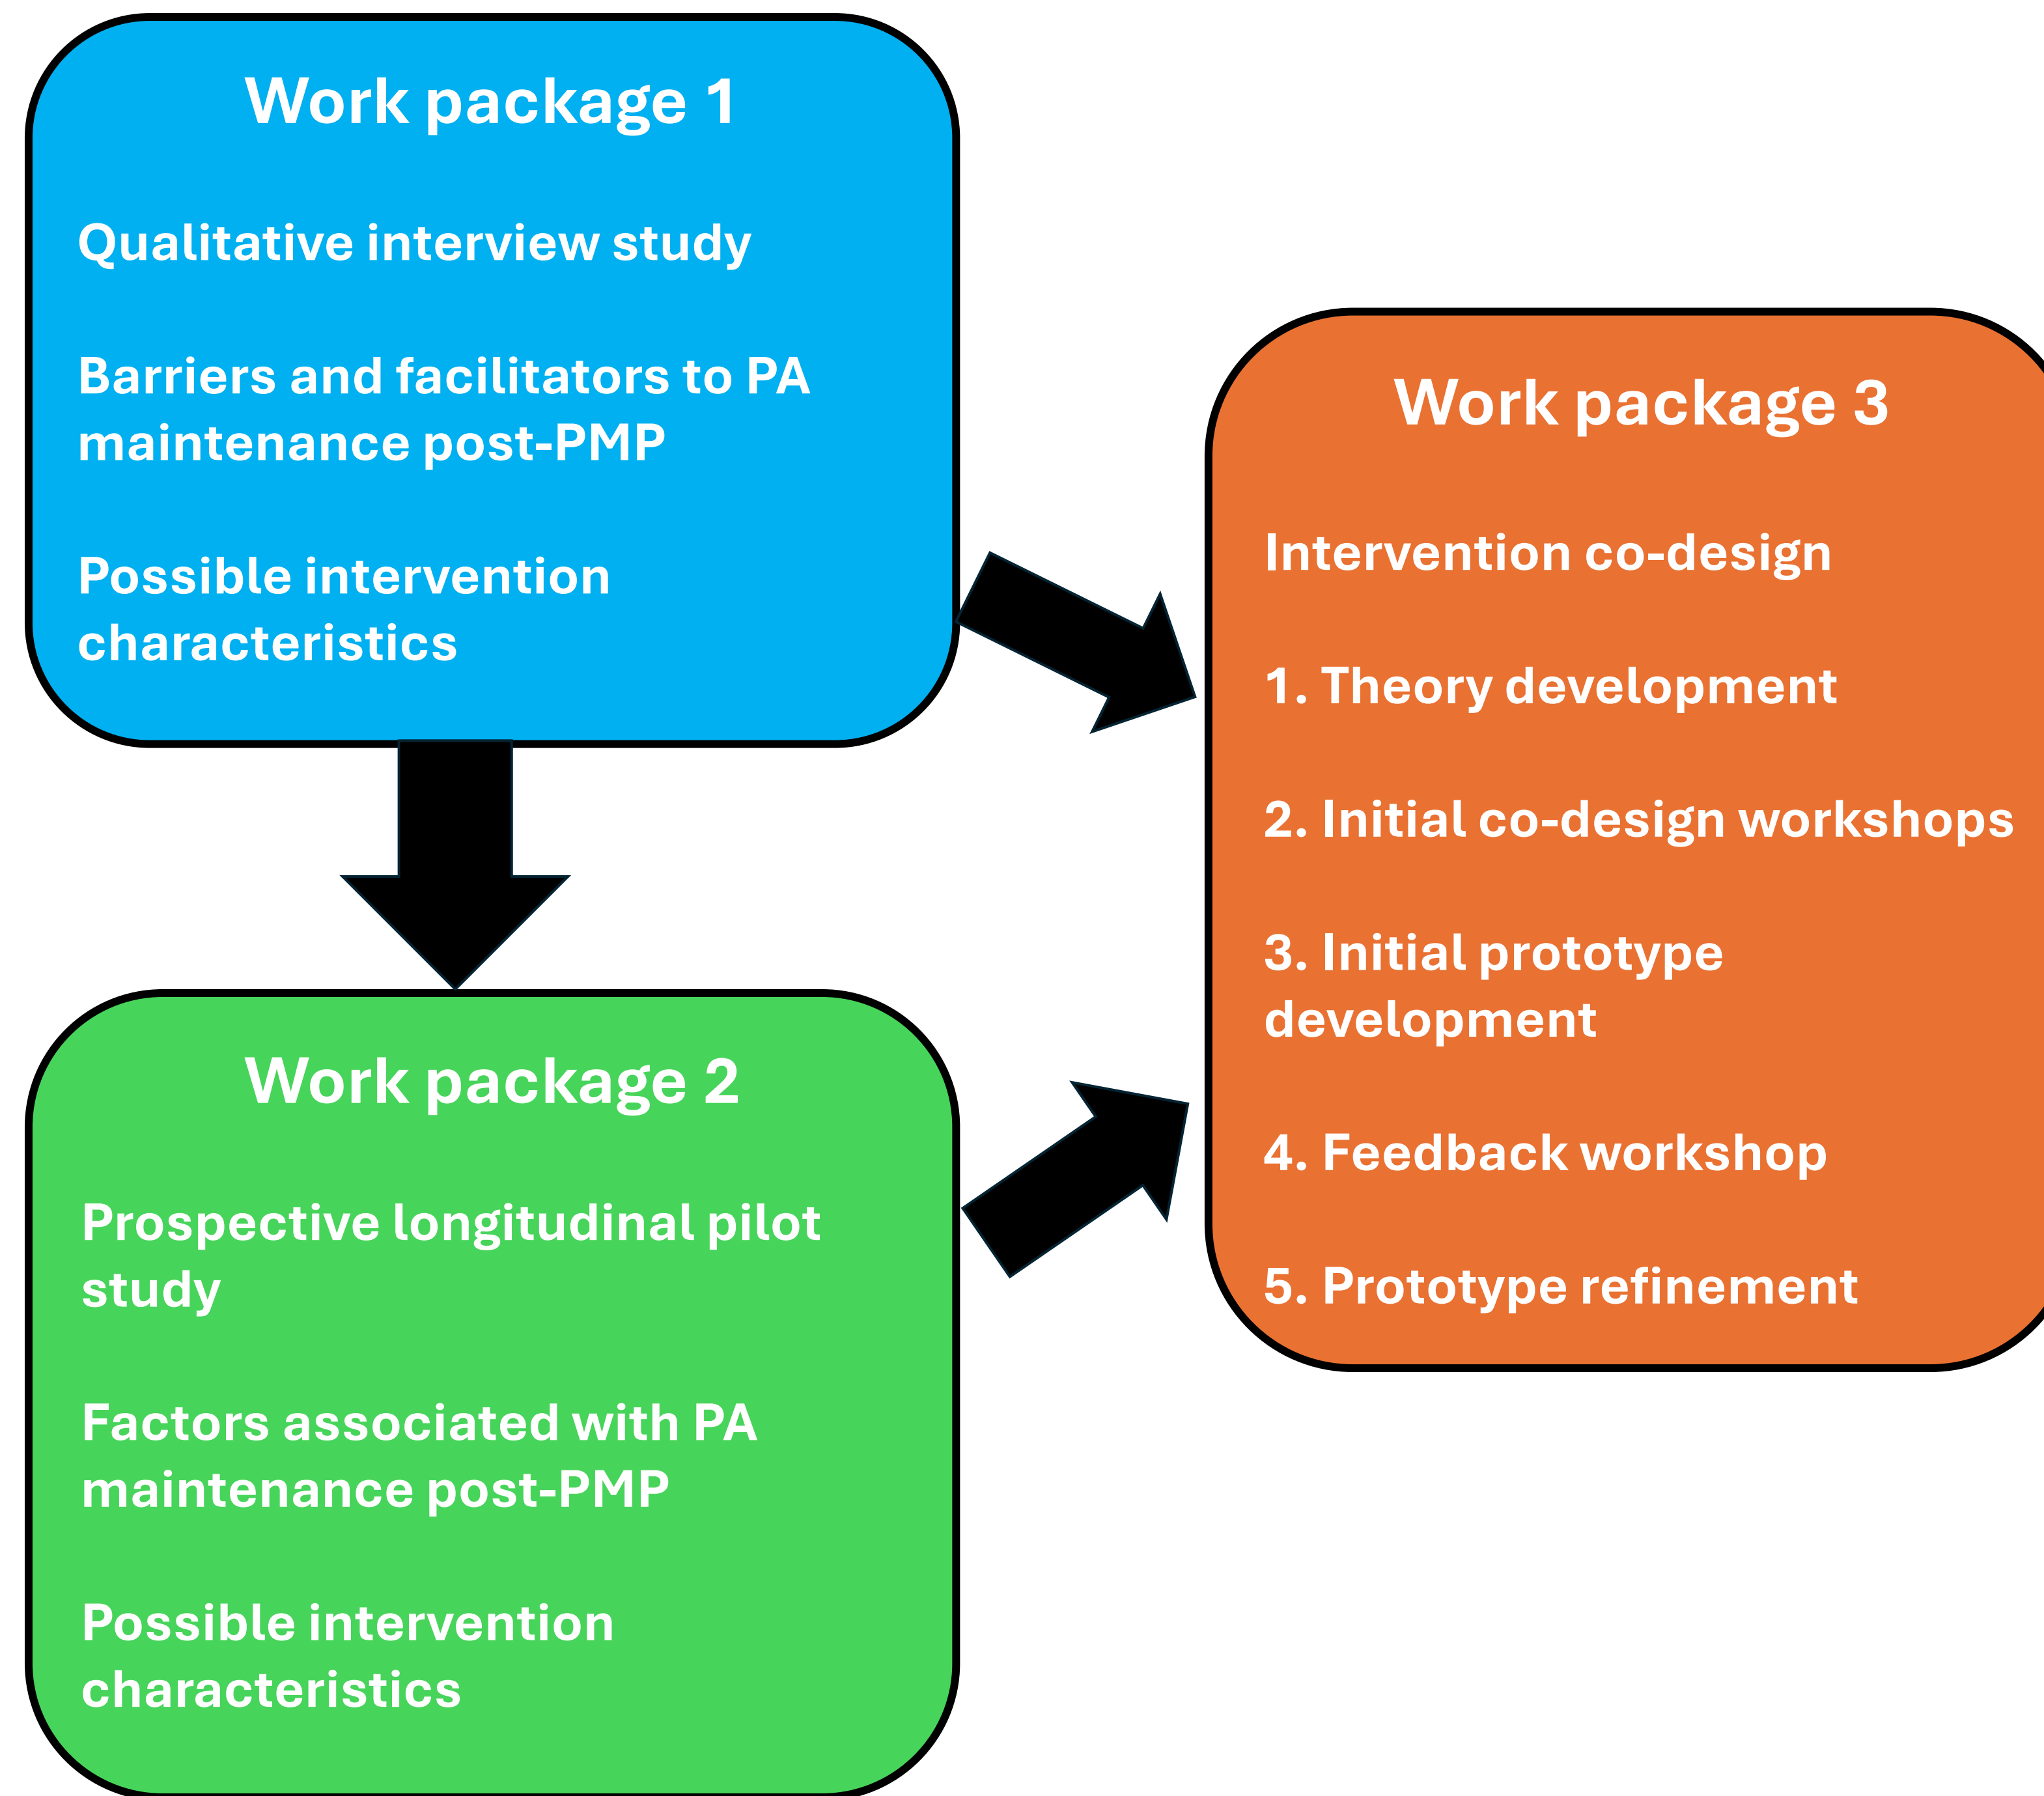 Work package 1
Qualitative interview study
Barriers and facilitators to PA
maintenance post-PMP
Possible intervention
characteristics
Work package 2
Prospective longitudinal pilot
study
Factors associated with PA
maintenance post-PMP
Possible intervention
characteristics
Work package 3
Intervention co-design
1. Theory development
2. Initial co-design workshops
3. Initial prototype
development
4. Feedback workshop
5. Prototype refinement